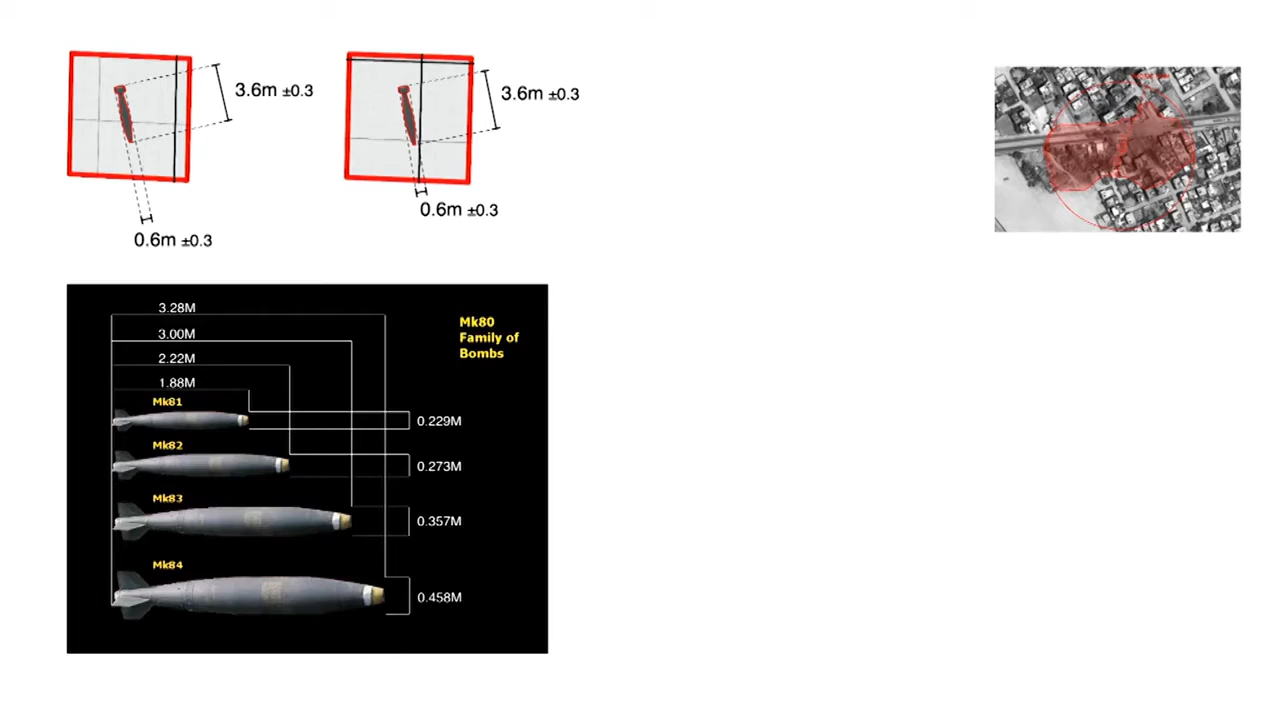 3.6m ±0.3
0.6m ±0.3
3.6m ±0.3
0.6m ±0.3
3.28M
3.00M
2.22M
1.88M
Mk80
Family of
Bombs
Mk81
0.229M
Mk82
0.273M
Mk83
0.357M
Mk84
0.458M